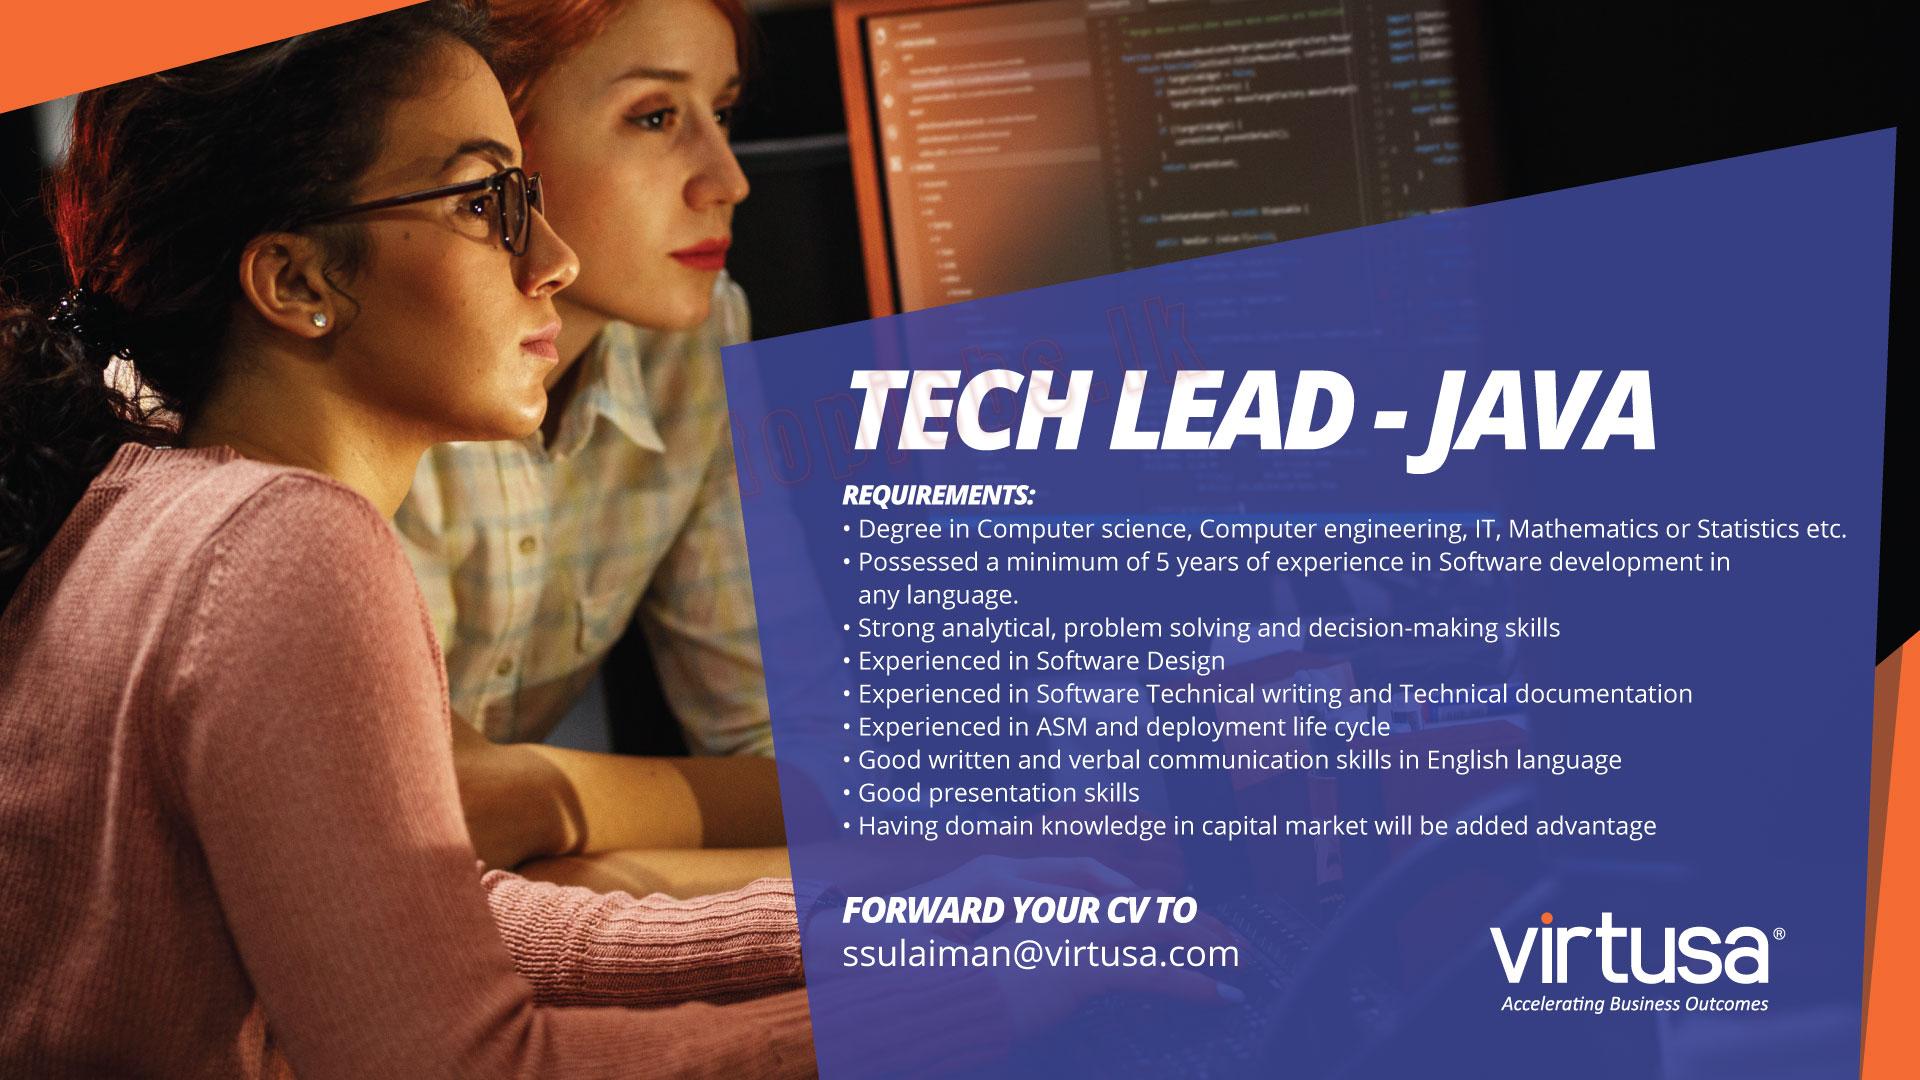 topjobs.lk
TECH LEAD - JAVA
REQUIREMENTS:
• Degree in Computer science, Computer engineering, IT, Mathematics or Statistics etc.
• Possessed a minimum of 5 years of experience in Software development in
any language.
• Strong analytical, problem solving and decision-making skills
• Experienced in Software Design
• Experienced in Software Technical writing and Technical documentation
• Experienced in ASM and deployment life cycle
• Good written and verbal communication skills in English language
• Good presentation skills
• Having domain knowledge in capital market will be added advantage
FORWARD YOUR CV TO
ssulaiman@virtusa.com
virtusa®
Accelerating Business Outcomes